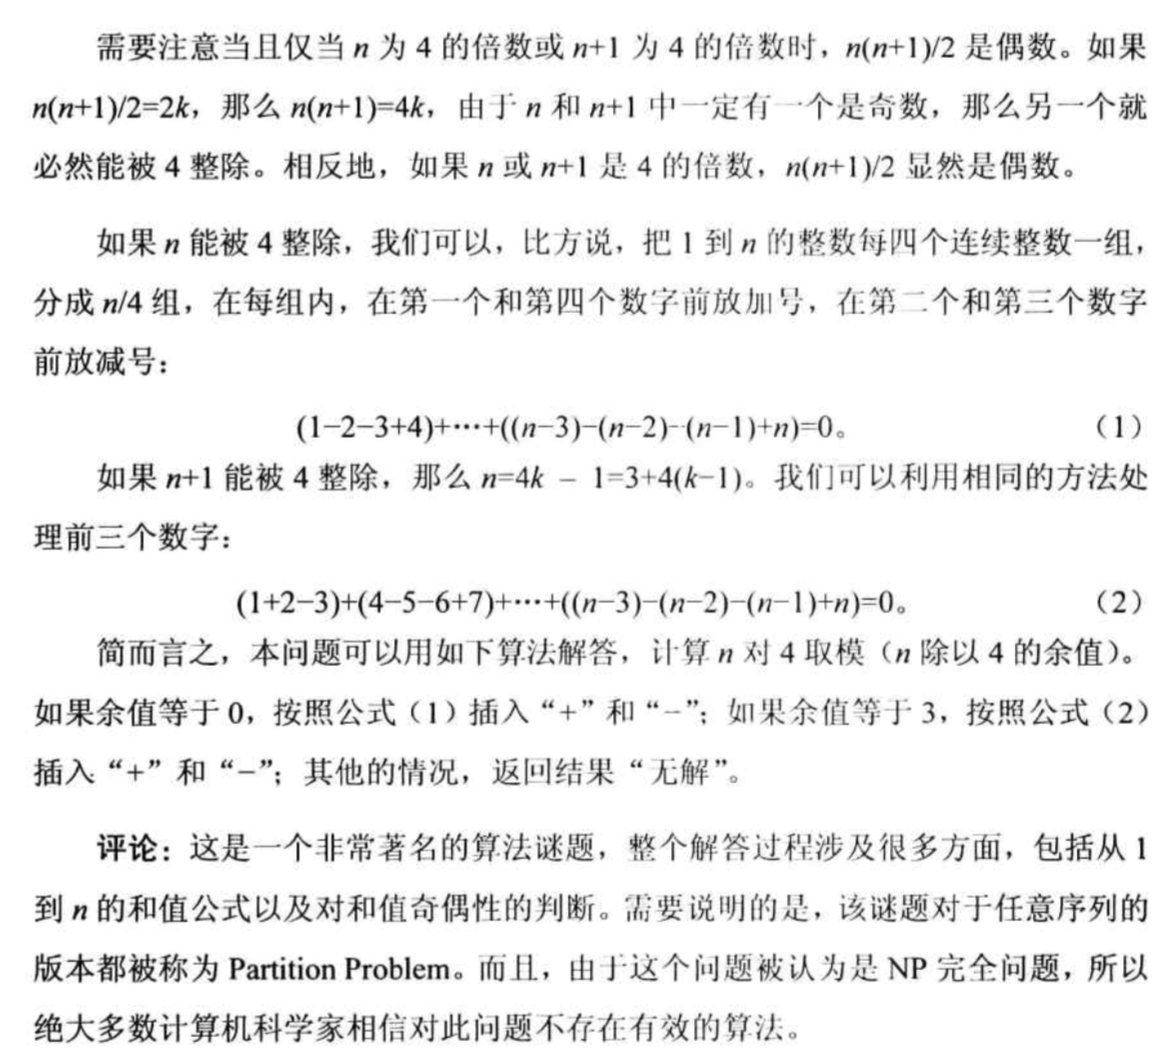 需要注意当且仅当 n 为 4 的倍数或 n+1 为 4 的倍数时，n(n+1)/2 是偶数。如果
n(n+1)/2=2k，那么 n(n+1)=4k，由于 n 和 n+1 中一定有一个是奇数，那么另一个就
必然能被 4 整除。相反地，如果 n 或 n+1 是 4 的倍数，n(n+1)/2 显然是偶数。
如果 n 能被 4 整除，我们可以，比方说，把 1 到 n 的整数每四个连续整数一组，
分成 n/4 组，在每组内，在第一个和第四个数字前放加号，在第二个和第三个数字
前放减号：
(1−2−3+4)+···+((n−3)−(n−2)−(n−1)+n)=0。 （1）
如果 n+1 能被 4 整除，那么 n=4k − 1=3+4(k−1)。我们可以利用相同的方法处
理前三个数字：
(1+2−3)+(4−5−6+7)+···+((n−3)−(n−2)−(n−1)+n)=0。 （2）
简而言之，本问题可以用如下算法解答，计算 n 对 4 取模（n 除以 4 的余值）。
如果余值等于 0，按照公式（1）插入“+”和“−”；如果余值等于 3，按照公式（2）
插入“+”和“−”；其他的情况，返回结果“无解”。
评论：这是一个非常著名的算法谜题，整个解答过程涉及很多方面，包括从 1
到 n 的和值公式以及对和值奇偶性的判断。需要说明的是，该谜题对于任意序列的
版本都被称为 Partition Problem。而且，由于这个问题被认为是 NP 完全问题，所以
绝大多数计算机科学家相信对此问题不存在有效的算法。